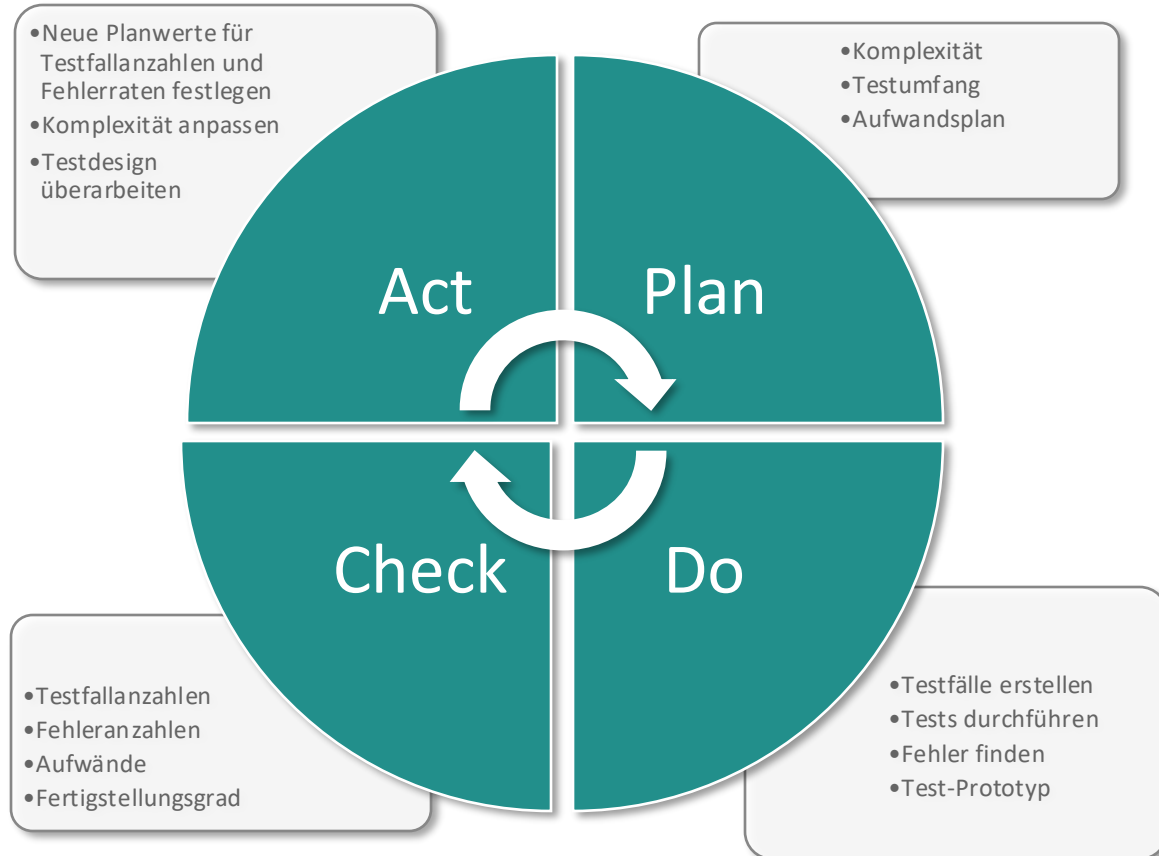 •Neue Planwerte für
Testfallanzahlen und
Fehlerraten festlegen
•Komplexität anpassen
•Testdesign
überarbeiten
•Komplexität
•Testumfang
•Aufwandsplan
Act
Plan
Check
Do
•Testfallanzahlen
•Fehleranzahlen
•Aufwände
•Fertigstellungsgrad
•Testfälle erstellen
•Tests durchführen
•Fehler finden
•Test-Prototyp